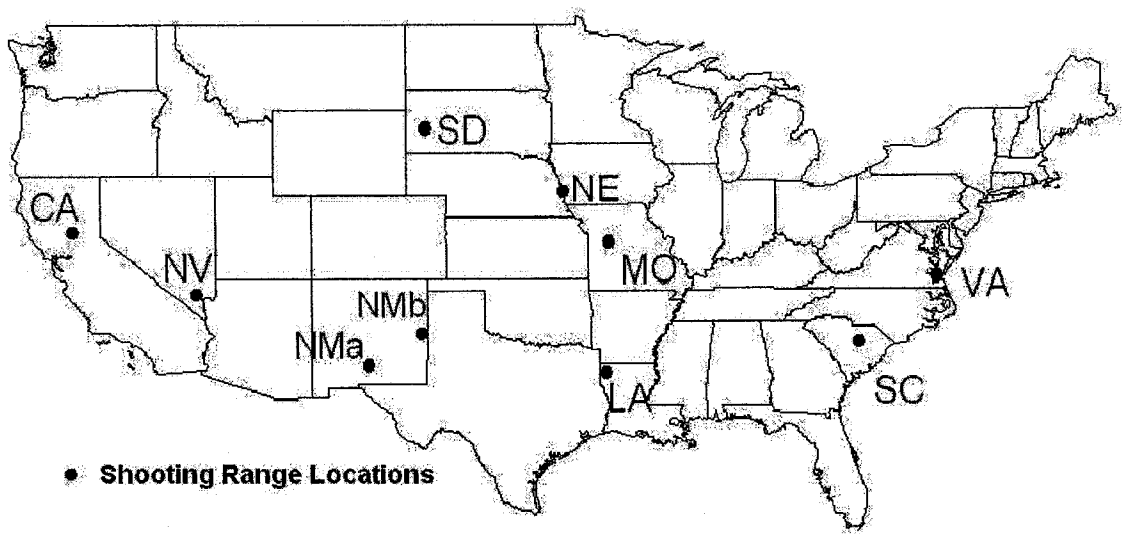 SD
NE
CA
MO
NV
VA
NMb
NMa
SC
LA
Shooting Range Locations